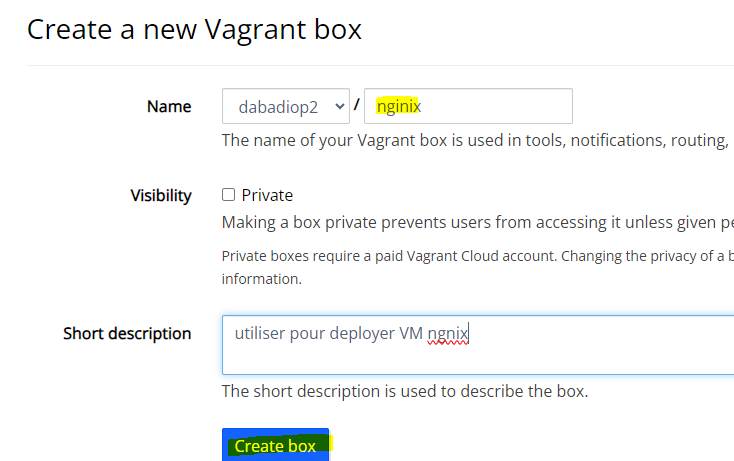 Create a new Vagrant box
Name dabadiop2 / nginix
The name of your Vagrant box is used in tools, notifications, routing,
Visibility Private
Making a box private prevents users from accessing it unless given
Private boxes require a paid Vagrant Cloud account. Changing the privacy of a
information.
Short description utiliser pour deployer VM ngnix
The short description is used to describe the box.
Create box